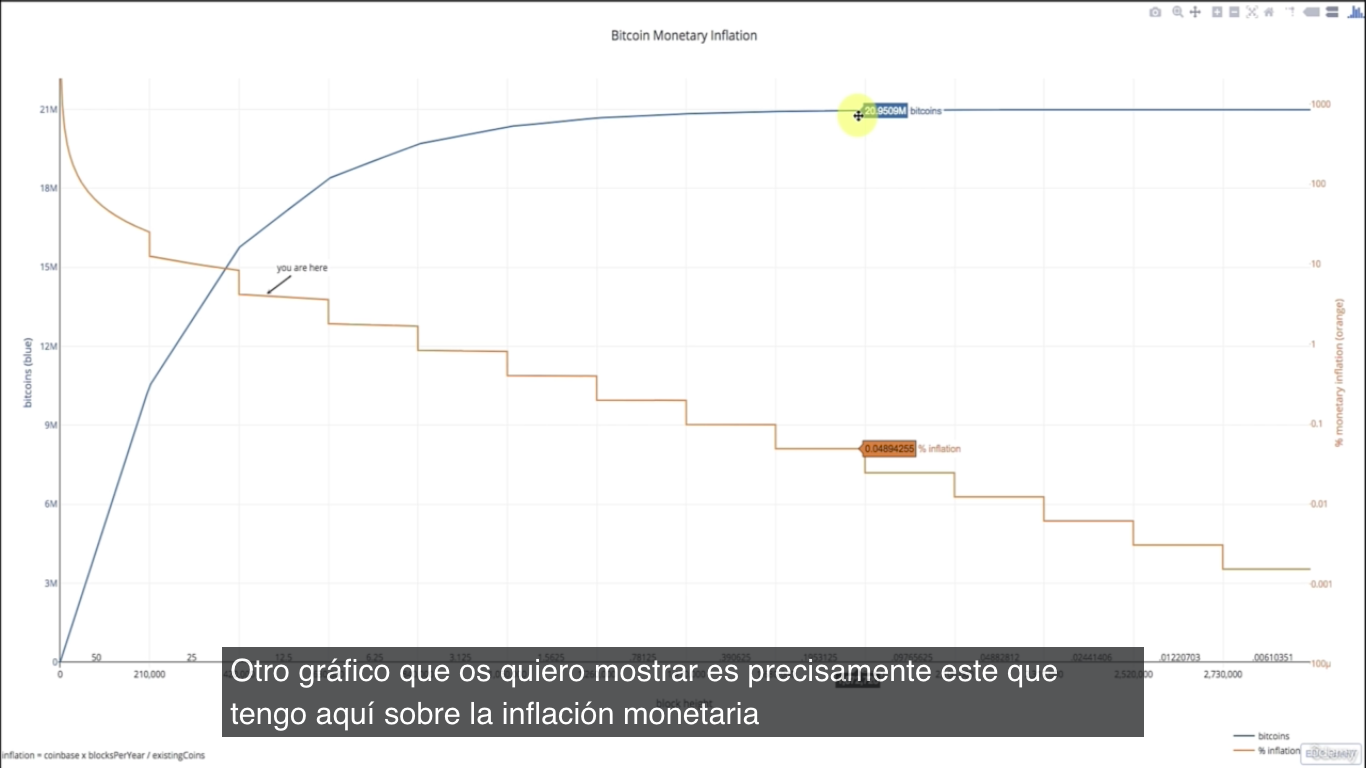 Bitcoin Monetary Inflation
21M
18M
15M
12M
9M
6M
3M
0
bitcoins (blue)
1000
100
10
1
0.1
0.01
0.001
100μ
% monetary inflation (orange)
20.9509M bitcoins
you are here
0.04894255 % inflation
50 25 12.5 6.25 3.125 1.5625 .78125 .390625 .1953125 .09765625 .04882812 .02441406 .01220703 .00610351
0 210,000 2,520,000 2,730,000
block height
Otro gráfico que os quiero mostrar es precisamente este que
tengo aquí sobre la inflación monetaria
bitcoins
% inflation
inflation = coinbase x blocksPerYear / existingCoins